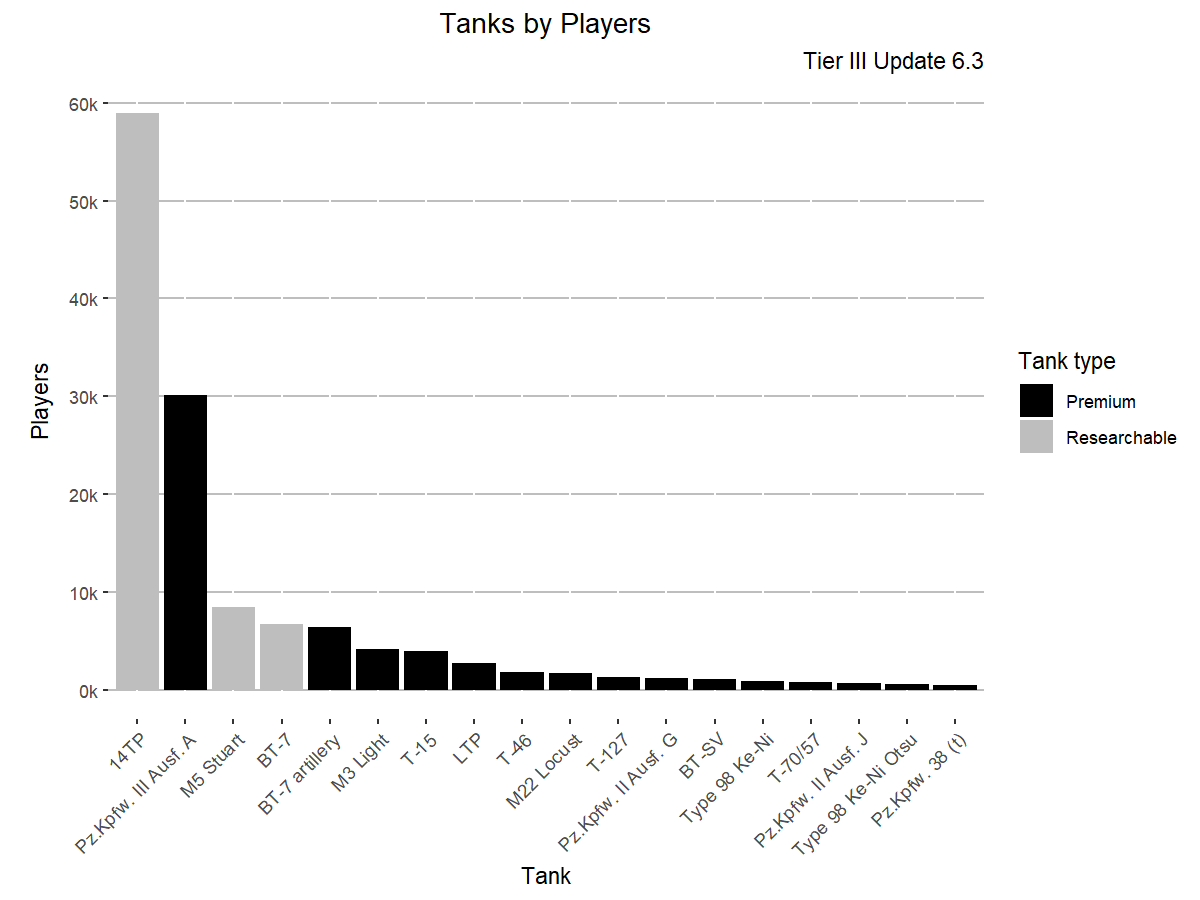 Tanks by Players
Tier III Update 6.3
60k
50k
40k
30k
20k
10k
0k
Players
14TP
Pz.Kpfw. III Ausf. A
M5 Stuart
BT-7
BT-7 artillery
M3 Light
T-15
LTP
T-46
M22 Locust
T-127
Pz.Kpfw. II Ausf. G
BT-SV
Type 98 Ke-Ni
T-70/57
Pz.Kpfw. II Ausf. J
Type 98 Ke-Ni Otsu
Pz.Kpfw. 38 (t)
Tank
Tank type
Premium
Researchable